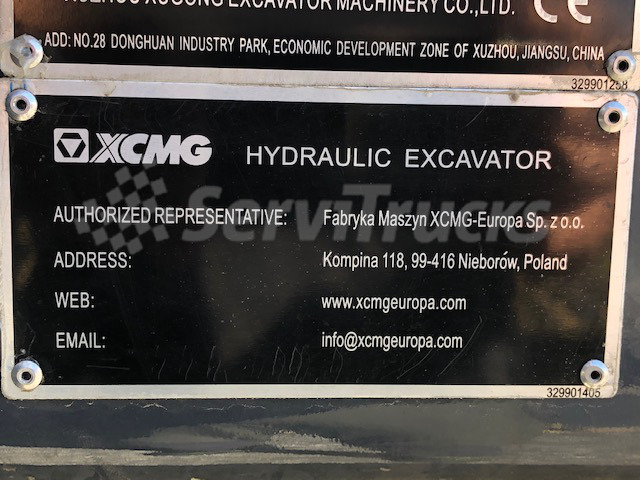 XUZHOU XUGONG EXCAVATOR MACHINERY CO.,LTD. CE
ADD: NO.28 DONGHUAN INDUSTRY PARK, ECONOMIC DEVELOPMENT ZONE OF XUZHOU, JIANGSU, CHINA
329901258
XCMG HYDRAULIC EXCAVATOR
AUTHORIZED REPRESENTATIVE: Fabryka Maszyn XCMG-Europa Sp. z o.o.
ServiTrucks
ADDRESS: Kompina 118, 99-416 Nieborów, Poland
WEB: www.xcmgeuropa.com
EMAIL: info@xcmgeuropa.com
329901405